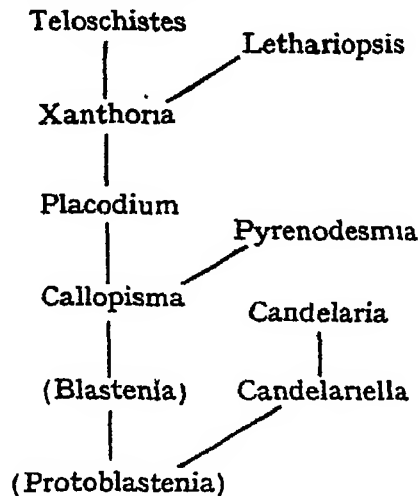 Teloschistes
Lethariopsis
Xanthoria
Placodium
Pyrenodesmia
Callopisma
Candelaria
(Blastenia) Candelariella
(Protoblastenia)